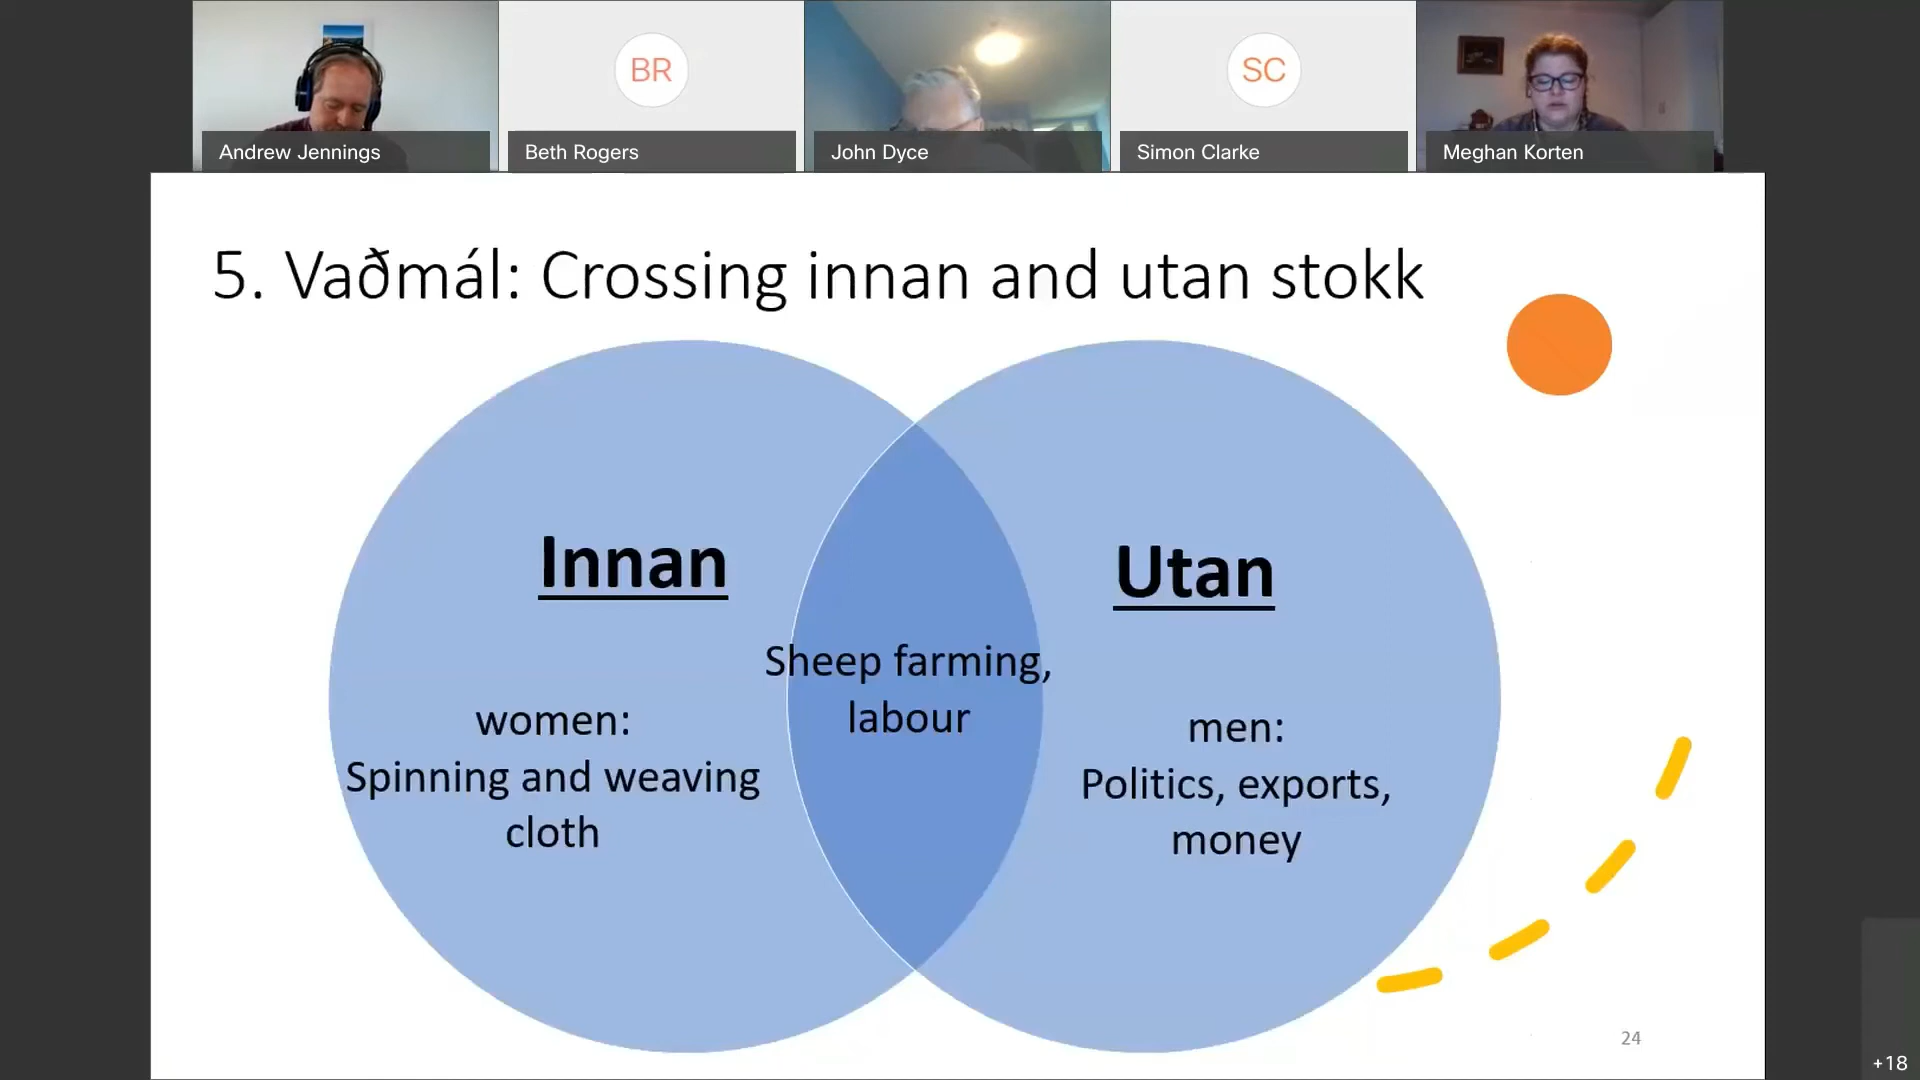 BR
SC
Andrew Jennings
Beth Rogers
John Dyce
Simon Clarke
Meghan Korten
5. Vaðmál: Crossing innan and utan stokk
Innan
women:
Spinning and weaving
cloth
Sheep farming,
labour
Utan
men:
Politics, exports,
money
24
+18